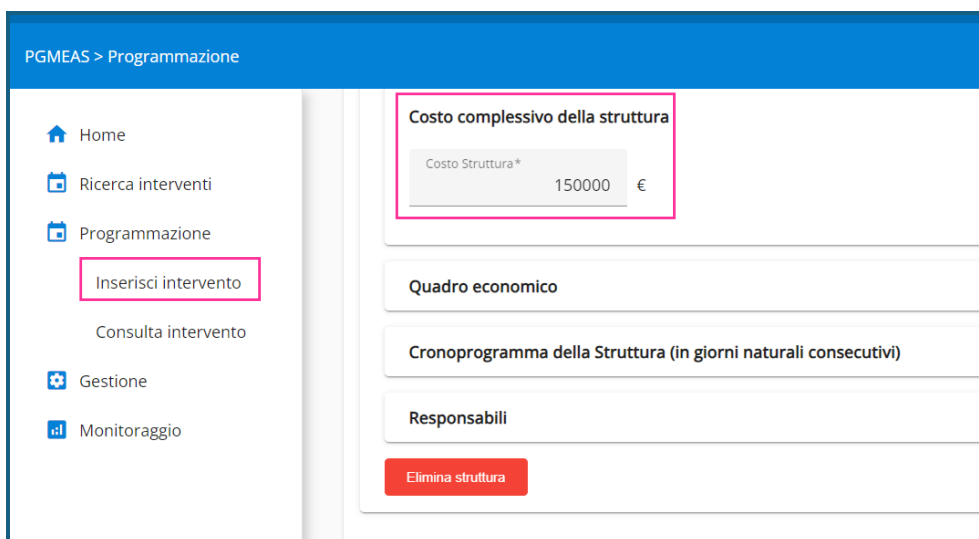 PGMEAS > Programmazione
Home
Ricerca interventi
Programmazione
Inserisci intervento
Consulta intervento
Gestione
Monitoraggio
Costo complessivo della struttura
Costo Struttura*
150000 €
Quadro economico
Cronoprogramma della Struttura (in giorni naturali consecutivi)
Responsabili
Elimina struttura